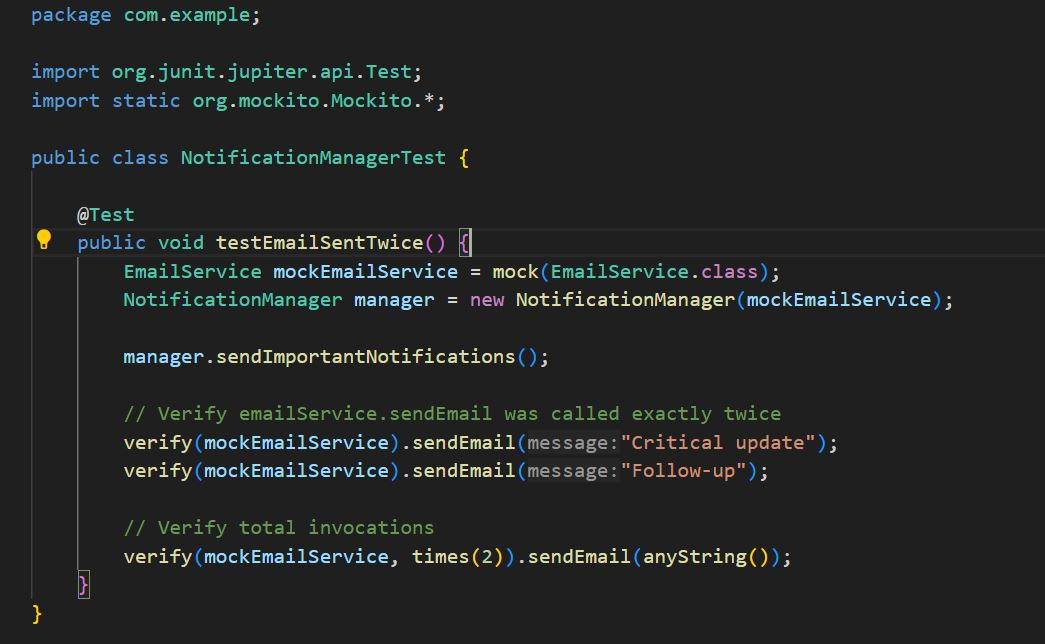 package com.example;
import org.junit.jupiter.api.Test;
import static org.mockito.Mockito.*;
public class NotificationManagerTest {
@Test
public void testEmailSentTwice() {
EmailService mockEmailService = mock(EmailService.class);
NotificationManager manager = new NotificationManager(mockEmailService);
manager.sendImportantNotifications();
// Verify emailService.sendEmail was called exactly twice
verify(mockEmailService).sendEmail(message:"Critical update");
verify(mockEmailService).sendEmail(message:"Follow-up");
// Verify total invocations
verify(mockEmailService, times(2)).sendEmail(anyString());
}
}